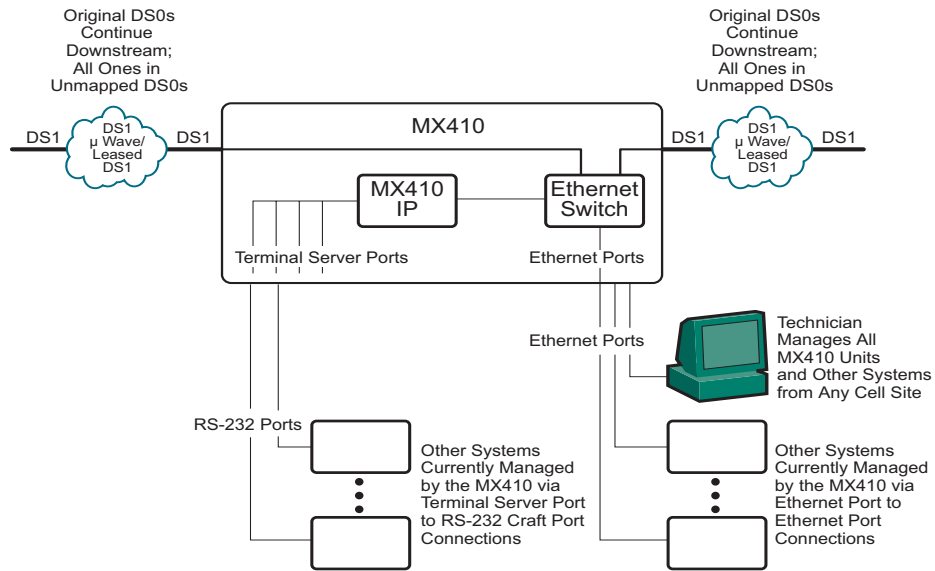 Original DS0s
Continue
Downstream;
All Ones in
Unmapped DS0s
Original DS0s
Continue
Downstream;
All Ones in
Unmapped DS0s
DS1
DS1
µ Wave/
Leased
DS1
DS1
MX410
DS1
DS1
µ Wave/
Leased
DS1
DS1
MX410
IP
Ethernet
Switch
Terminal Server Ports
Ethernet Ports
Ethernet Ports
Technician
Manages All
MX410 Units
and Other Systems
from Any Cell Site
RS-232 Ports
Other Systems
Currently Managed
by the MX410 via
Terminal Server Port
to RS-232 Craft Port
Connections
Other Systems
Currently Managed
by the MX410 via
Ethernet Port to
Ethernet Port
Connections